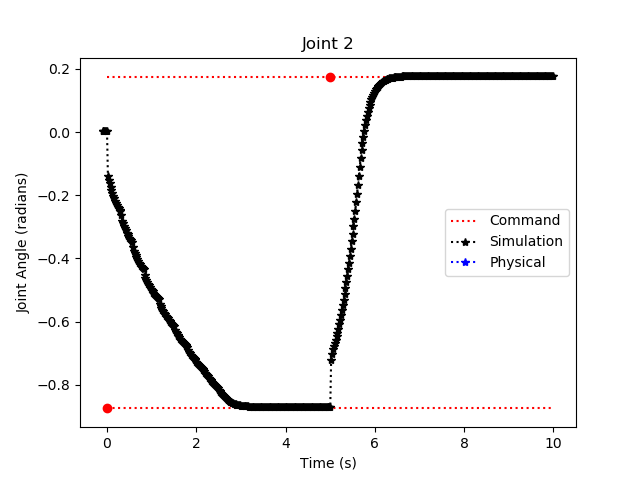 Joint 2
Joint Angle (radians)
0.2
0.0
−0.2
−0.4
−0.6
−0.8
Command
Simulation
Physical
0
2
4
6
8
10
Time (s)